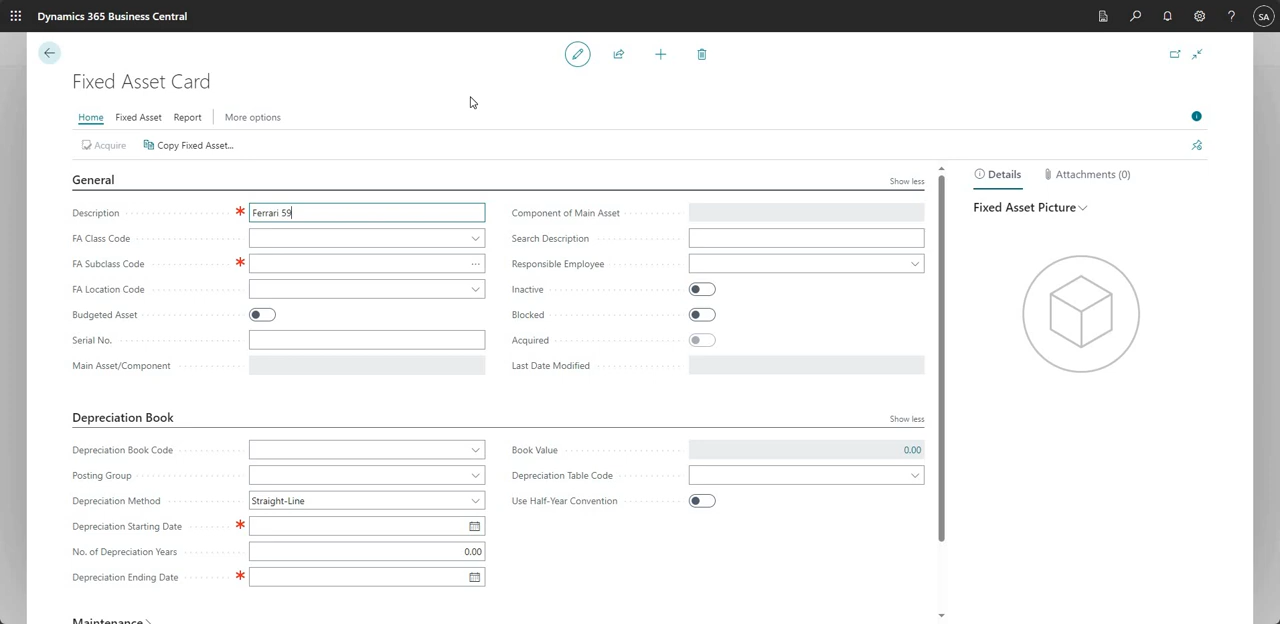 Dynamics 365 Business Central
SA
Fixed Asset Card
Home Fixed Asset Report More options
Acquire Copy Fixed Asset...
General Show less
Description * Ferrari 59
FA Class Code
FA Subclass Code * ...
FA Location Code
Budgeted Asset
Serial No.
Main Asset/Component
Component of Main Asset
Search Description
Responsible Employee
Inactive
Blocked
Acquired
Last Date Modified
Depreciation Book Show less
Depreciation Book Code
Posting Group
Depreciation Method Straight-Line
Depreciation Starting Date *
No. of Depreciation Years 0.00
Depreciation Ending Date *
Book Value 0.00
Depreciation Table Code
Use Half-Year Convention
Maintenance
Details Attachments (0)
Fixed Asset Picture